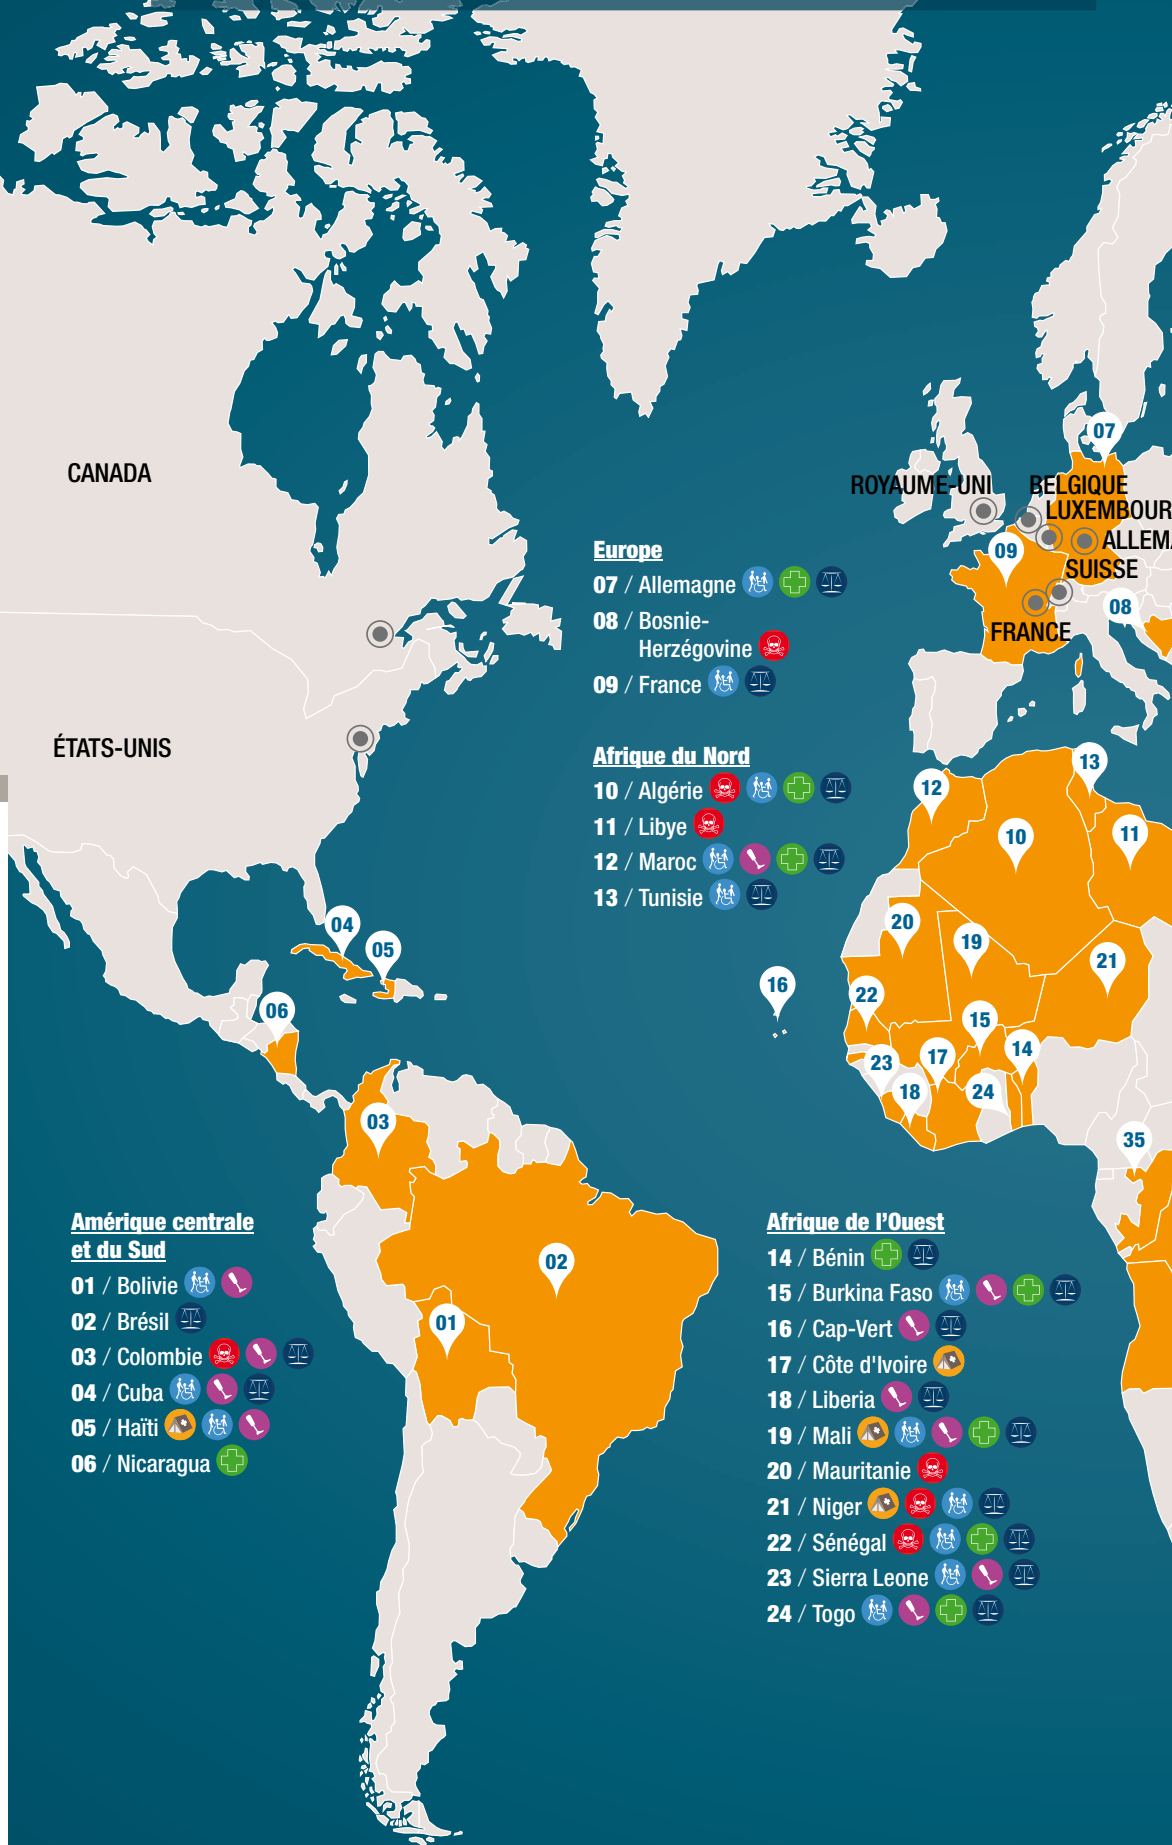 CANADA
ÉTATS-UNIS
ROYAUME-UNI
BELGIQUE
LUXEMBOUR
ALLEMA
SUISSE
FRANCE
07
09
08
12
13
10
11
20
19
21
22
15
16
23
17
14
18
24
35
04
05
06
03
02
01
Europe
07 / Allemagne
08 / Bosnie-
Herzégovine
09 / France
Afrique du Nord
10 / Algérie
11 / Libye
12 / Maroc
13 / Tunisie
Amérique centrale
et du Sud
01 / Bolivie
02 / Brésil
03 / Colombie
04 / Cuba
05 / Haïti
06 / Nicaragua
Afrique de l'Ouest
14 / Bénin
15 / Burkina Faso
16 / Cap-Vert
17 / Côte d'Ivoire
18 / Liberia
19 / Mali
20 / Mauritanie
21 / Niger
22 / Sénégal
23 / Sierra Leone
24 / Togo